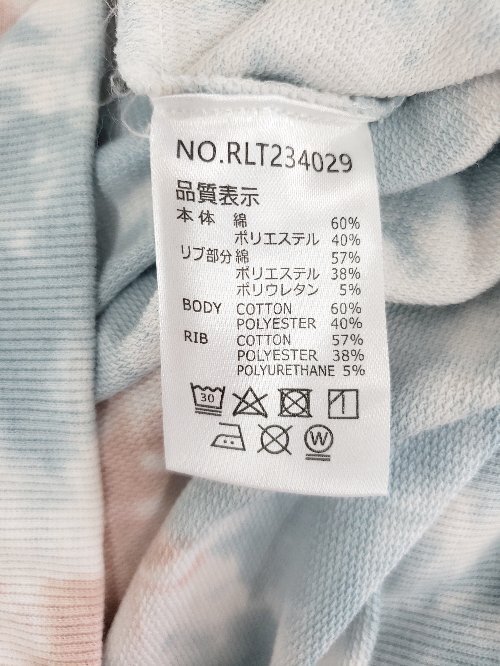 NO.RLT234029
品質表示
本体 綿 60%
ポリエステル 40%
リブ部分 綿 57%
ポリエステル 38%
ポリウレタン 5%
BODY COTTON 60%
POLYESTER 40%
RIB COTTON 57%
POLYESTER 38%
POLYURETHANE 5%
30
W